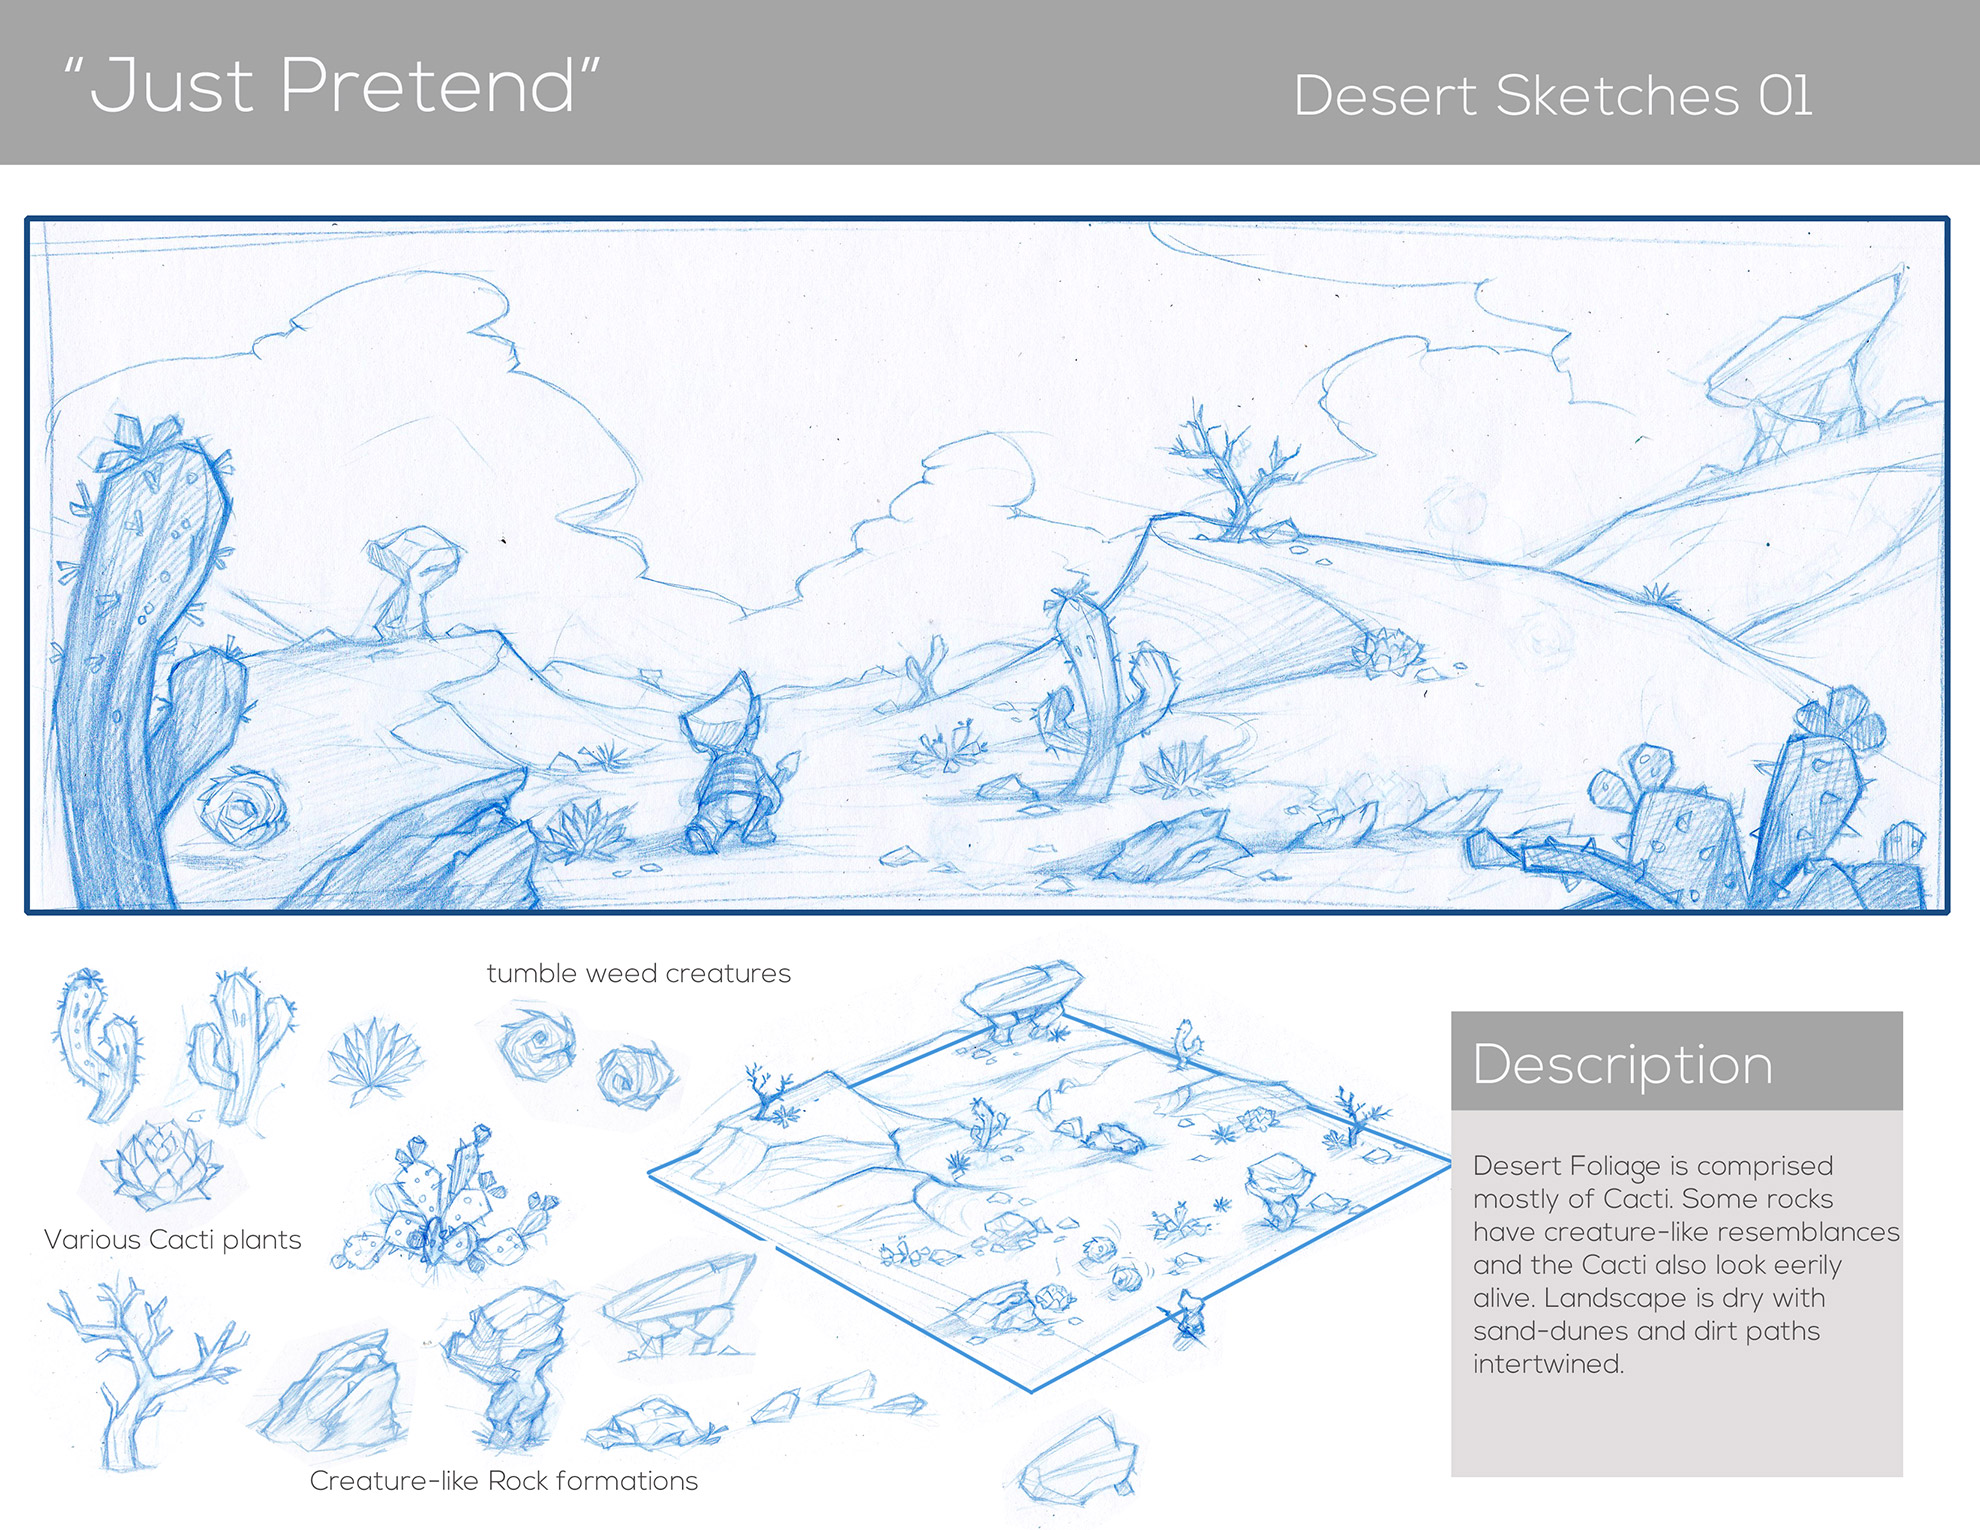 “Just Pretend”
Desert Sketches 01
tumble weed creatures
Various Cacti plants
Creature-like Rock formations
Description
Desert Foliage is comprised
mostly of Cacti. Some rocks
have creature-like resemblances
and the Cacti also look eerily
alive. Landscape is dry with
sand-dunes and dirt paths
intertwined.